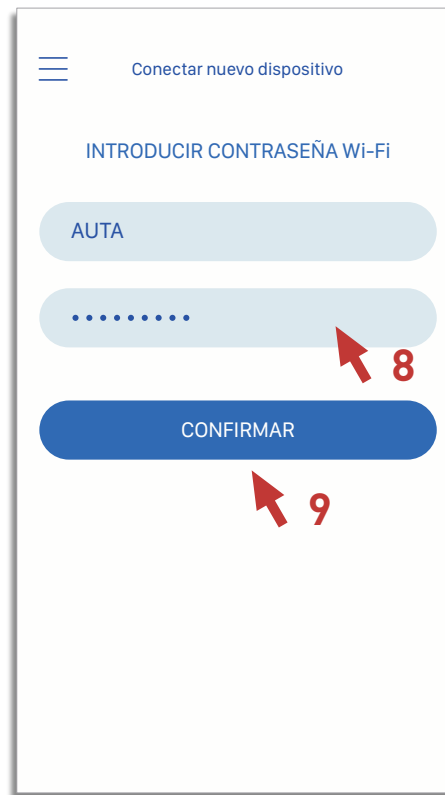 Conectar nuevo dispositivo
INTRODUCIR CONTRASEÑA Wi-Fi
AUTA
•••••••••
8
CONFIRMAR
9